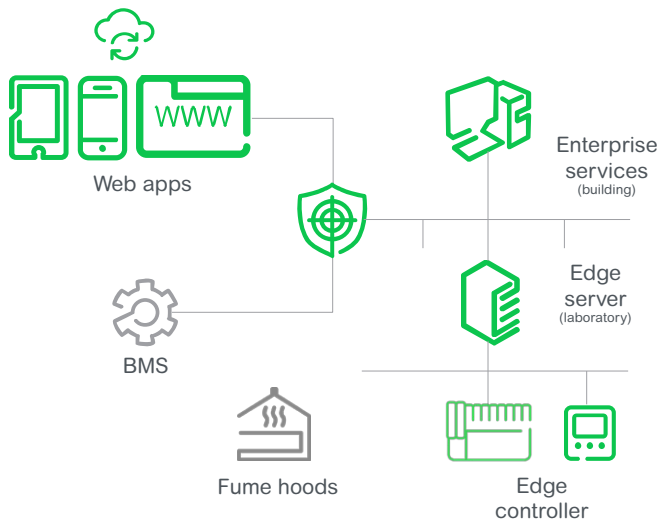 WWW
Web apps
Enterprise
services
(building)
Edge
server
(laboratory)
BMS
Fume hoods
Edge
controller